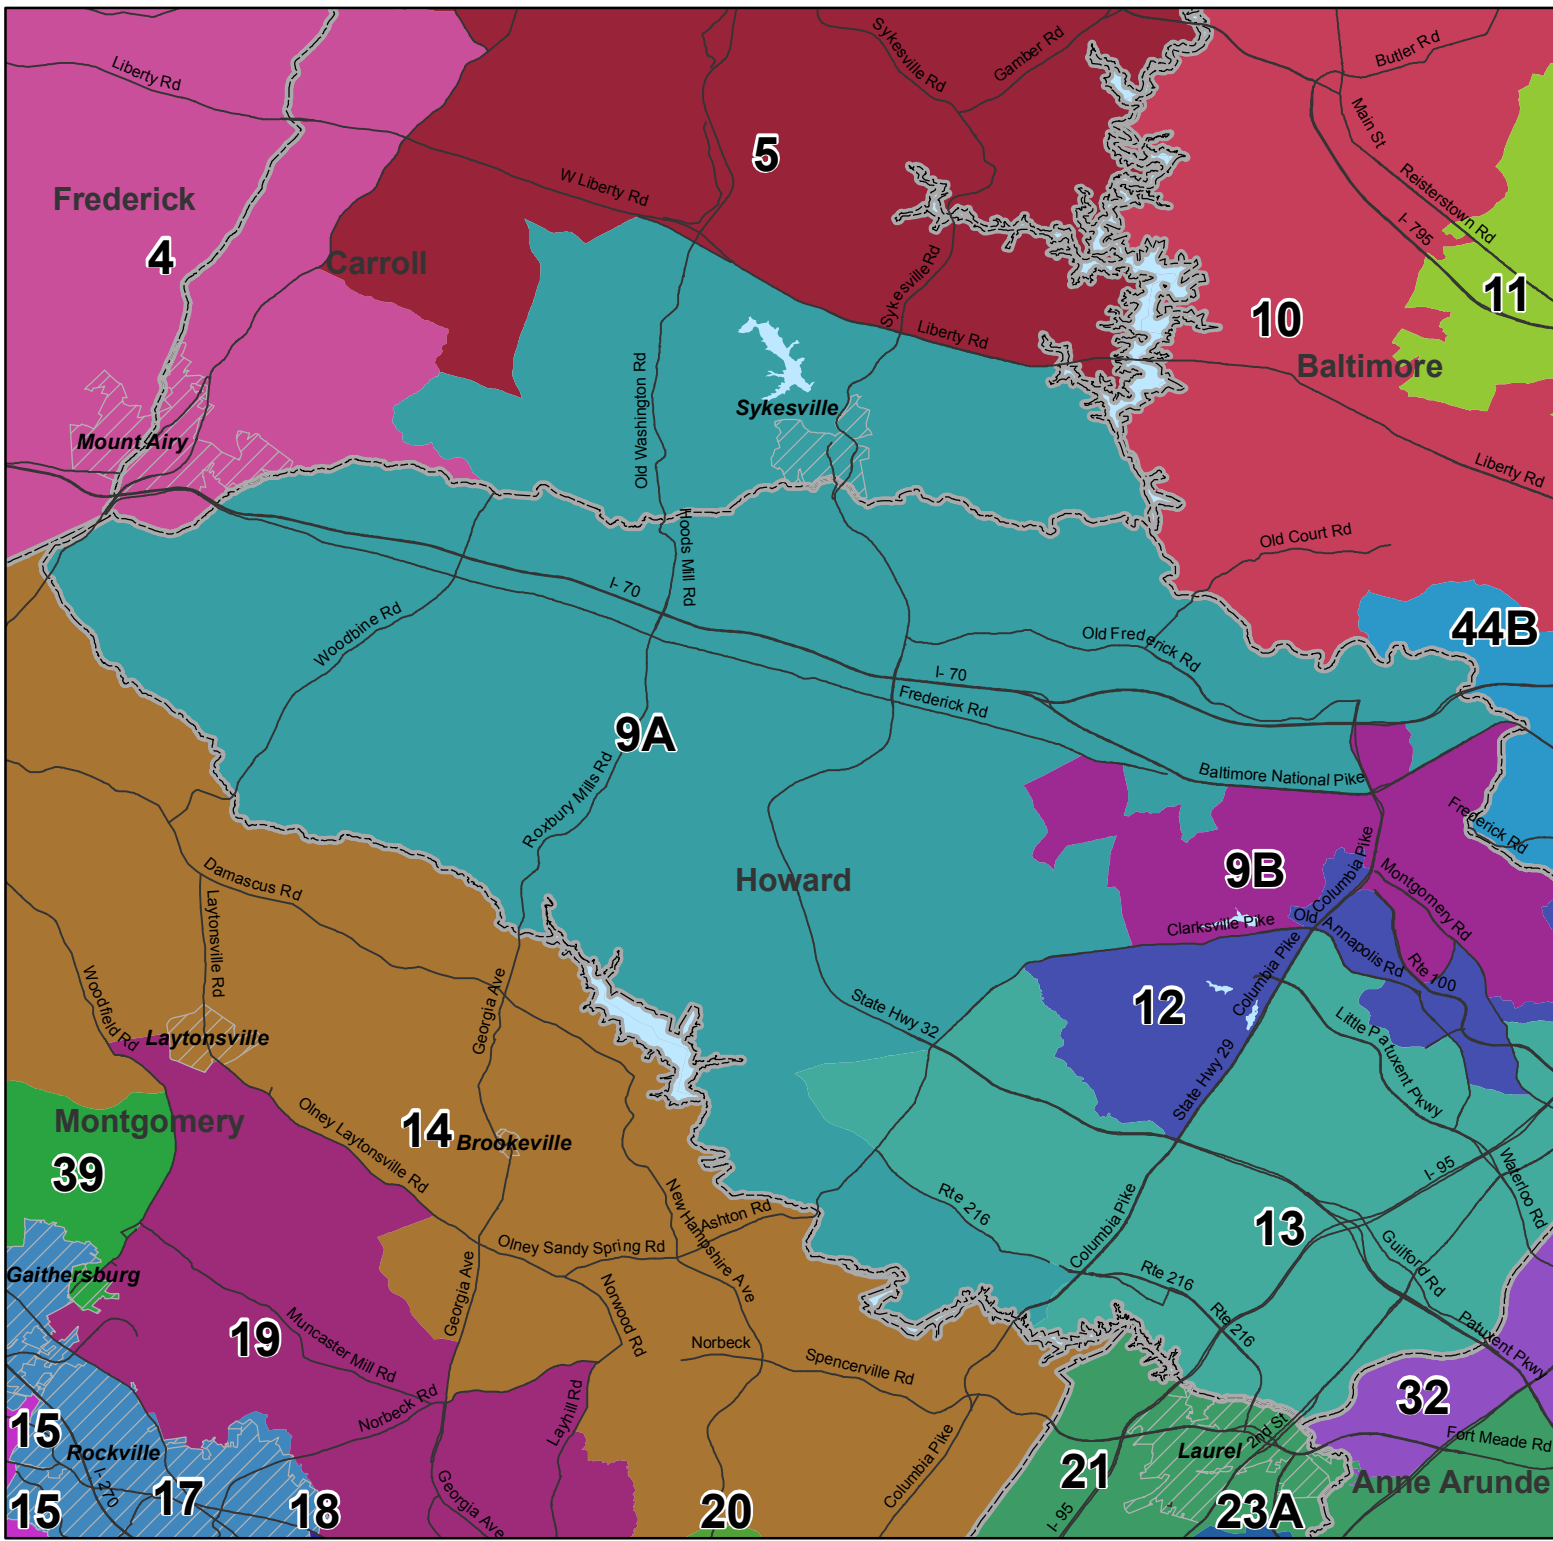 Sykesville Rd
Gamber Rd
Butler Rd
Liberty Rd
Main St
5
W Liberty Rd
Reisterstown Rd
Frederick
I- 795
4
Carroll
Sykesville Rd
11
10
Liberty Rd
Baltimore
Old Washington Rd
Sykesville
Mount Airy
Liberty Rd
Hoods Mill Rd
Old Court Rd
I- 70
44B
Woodbine Rd
Old Frederick Rd
I- 70
Frederick Rd
9A
Baltimore National Pike
Roxbury Mills Rd
Frederick Rd
Columbia Pike
Howard
9B
Montgomery Rd
Damascus Rd
Laytonsville Rd
Clarksville Pike
Old Annapolis Rd
Rte 100
Columbia Pike
12
Woodfield Rd
Georgia Ave
State Hwy 32
Little Patuxent Pkwy
Laytonsville
State Hwy 29
Montgomery
Olney Laytonsville Rd
14
Brookeville
39
I- 95
Waterloo Rd
New Hampshire Ave
Rte 216
Ashton Rd
Columbia Pike
13
Olney Sandy Spring Rd
Guilford Rd
Gaithersburg
Rte 216
Georgia Ave
Norwood Rd
Rte 216
19
Muncaster Mill Rd
Norbeck
Spencerville Rd
Patuxent Pkwy
Norbeck Rd
Layhill Rd
32
15
Rockville
2nd St
Laurel
Fort Meade Rd
I-270
Columbia Pike
21
Anne Arunde
17
15
18
Georgia Ave
20
I- 95
23A